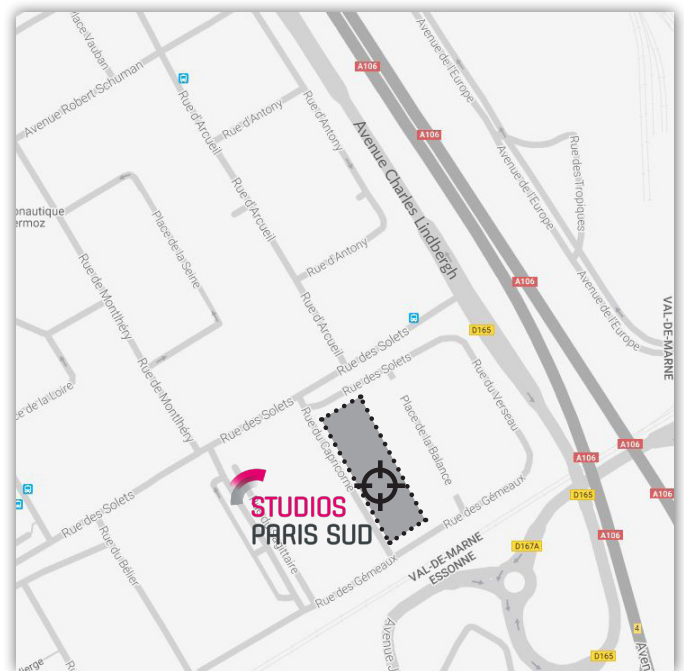 Place Vauban
Avenue de l'Europe
A106
Avenue Robert Schuman
Rue d'Arcueil
Rue d'Antony
Rue d'Antony
A106
Avenue Charles Lindbergh
Rue des Tropiques
Avenue de l'Europe
Rue d'Arcueil
onautique
ermoz
Place de la Seine
Rue d'Antony
Rue de Montlhéry
A106
Avenue de l'Europe
VAL-DE-MARNE
Rue d'Arcueil
D165
Rue des Solets
Rue des Solets
ce de la Loire
Rue de Montlhéry
Rue du Verseau
Place de la Balance
Rue des Solets
Rue du Capricorne
A106
A106
STUDIOS
PARIS SUD
Rue des Solets
Rue des Gémeaux
D165
A106
A106
Rue du Bélier
D167A
VAL-DE-MARNE
ESSONNE
Rue des Gémeaux
4
D165
Avenue J
Aven
llerge